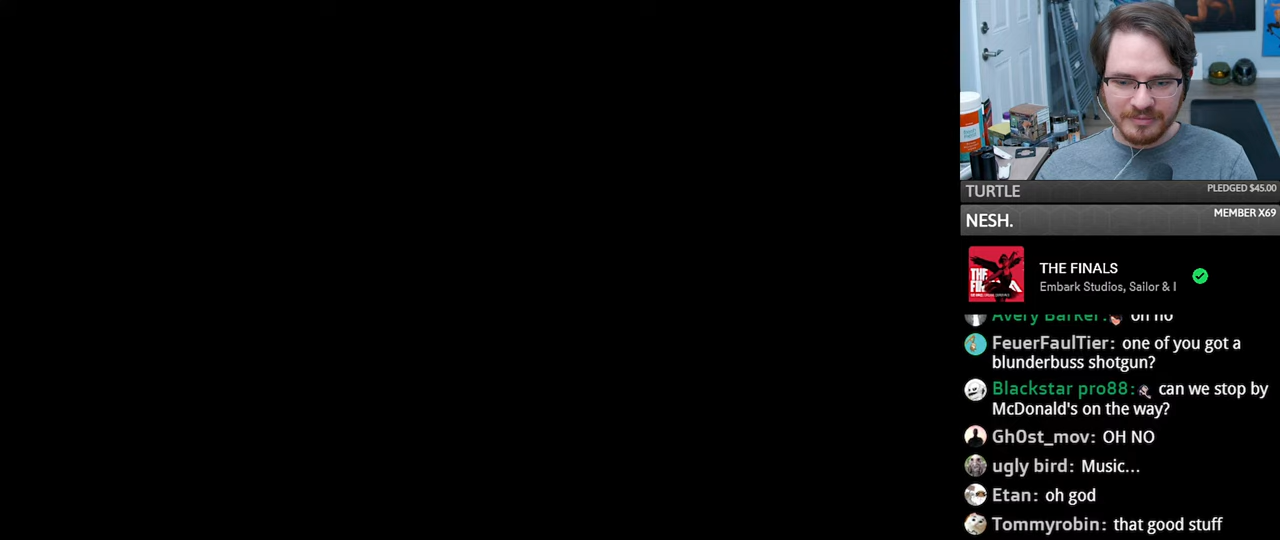 TURTLE PLEDGED $45.00
NESH. MEMBER X69
THE FINALS
Embark Studios, Sailor & I
Avery Barker: oh no
FeuerFaulTier: one of you got a
blunderbuss shotgun?
Blackstar pro88: can we stop by
McDonald's on the way?
Gh0st_mov: OH NO
ugly bird: Music...
Etan: oh god
Tommyrobin: that good stuff